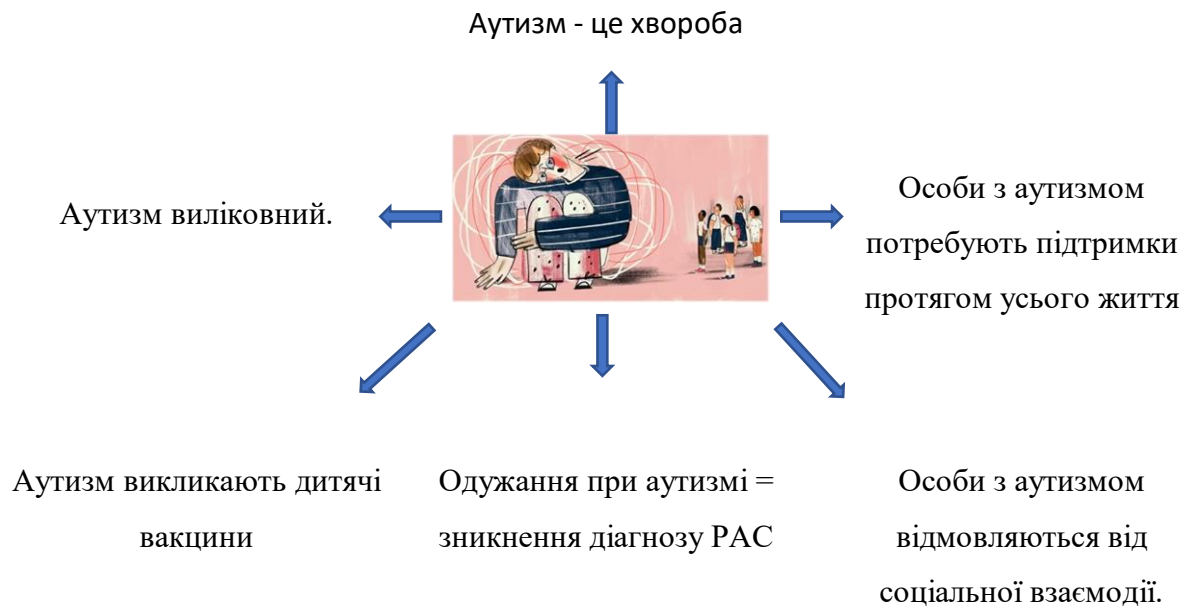 Аутизм - це хвороба
Аутизм виліковний.
Особи з аутизмом
потребують підтримки
протягом усього життя
Аутизм викликають дитячі
вакцини
Одужання при аутизмі =
зникнення діагнозу РАС
Особи з аутизмом
відмовляються від
соціальної взаємодії.